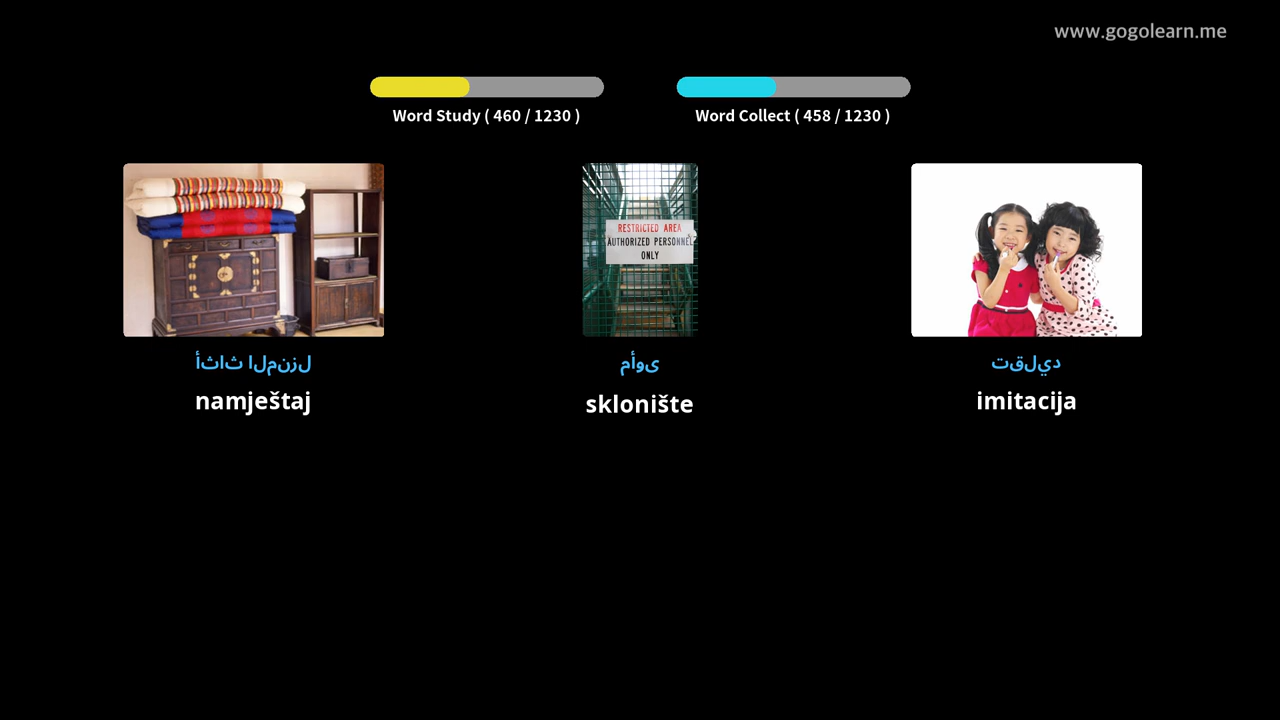 www.gogolearn.me
Word Study ( 460 / 1230 )
Word Collect ( 458 / 1230 )
RESTRICTED AREA
AUTHORIZED PERSONNEL
ONLY
أثاث المنزل
namještaj
مأوى
sklonište
تقليد
imitacija